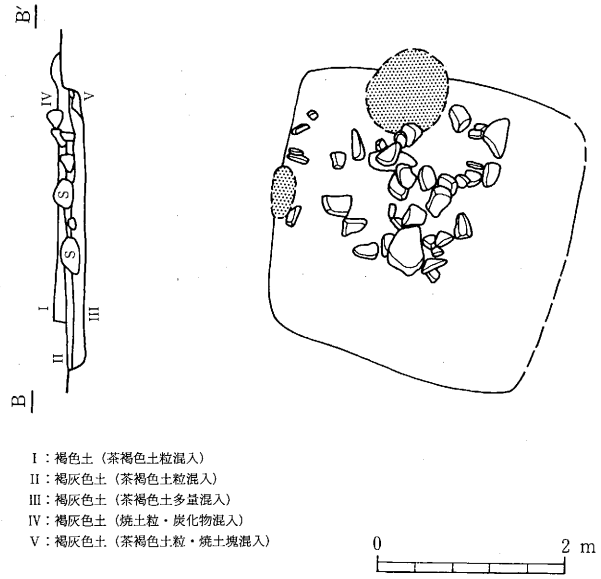 B′
IV
V
S
S
I
III
II
B
I：褐色土（茶褐色土粒混入）
II：褐灰色土（茶褐色土粒混入）
III：褐灰色土（茶褐色土多量混入）
IV：褐灰色土（焼土粒・炭化物混入）
V：褐灰色土（茶褐色土粒・焼土塊混入）
0 2 m